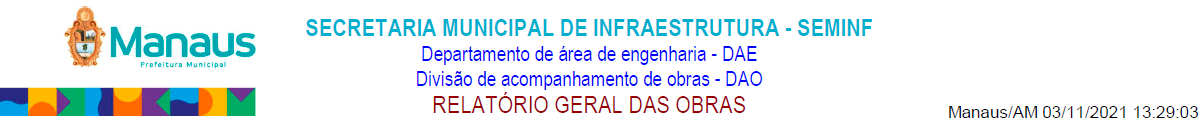 Manaus
Prefeitura Municipal
SECRETARIA MUNICIPAL DE INFRAESTRUTURA - SEMINF
Departamento de área de engenharia - DAE
Divisão de acompanhamento de obras - DAO
RELATÓRIO GERAL DAS OBRAS
Manaus/AM 03/11/2021 13:29:03